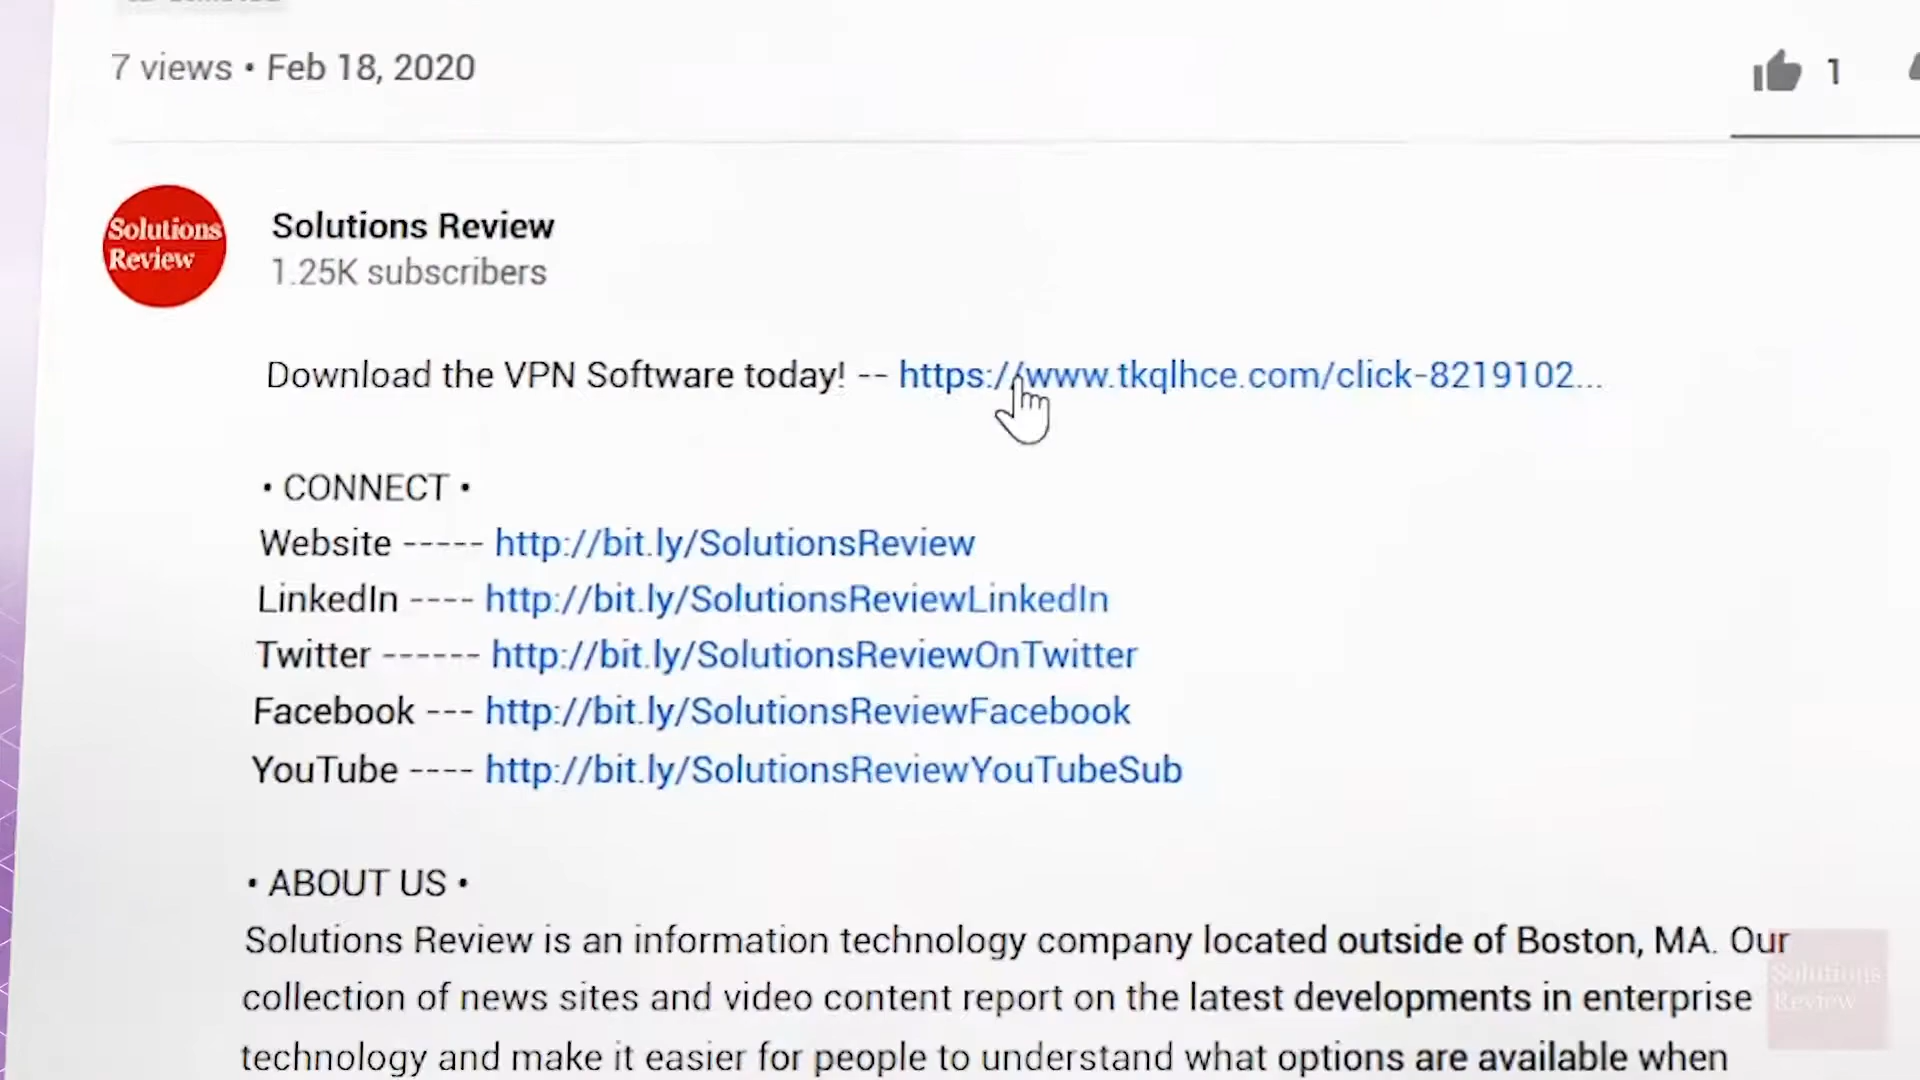 7 views • Feb 18, 2020
1
Solutions
Review
Solutions Review
1.25K subscribers
Download the VPN Software today! -- https://www.tkqlhce.com/click-8219102...
• CONNECT •
Website ----- http://bit.ly/SolutionsReview
LinkedIn ---- http://bit.ly/SolutionsReviewLinkedIn
Twitter ------ http://bit.ly/SolutionsReviewOnTwitter
Facebook --- http://bit.ly/SolutionsReviewFacebook
YouTube ---- http://bit.ly/SolutionsReviewYouTubeSub
• ABOUT US •
Solutions Review is an information technology company located outside of Boston, MA. Our
collection of news sites and video content report on the latest developments in enterprise
technology and make it easier for people to understand what options are available when
Solutions
Review